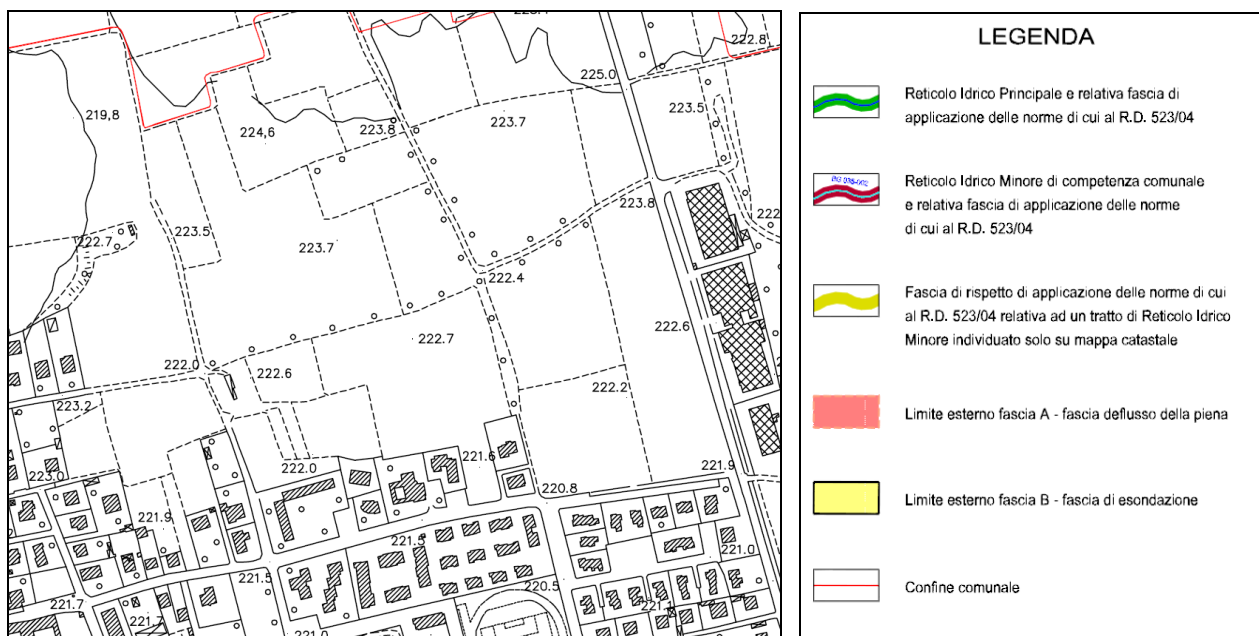 223.1
222.8
225.0
219,8
223.5
223.7
224,6
223.8
223.8
222
223.5
222.7
223.7
222.4
222.6
222.7
222.0
222.6
222.2
223.2
221.6
222.0
221.9
223.0
220.8
221.9
221.5
221.0
221.5
220.5
221.7
221.1
221.7
221.0
LEGENDA
Reticolo Idrico Principale e relativa fascia di
applicazione delle norme di cui al R.D. 523/04
Reticolo Idrico Minore di competenza comunale
e relativa fascia di applicazione delle norme
di cui al R.D. 523/04
Fascia di rispetto di applicazione delle norme di cui
al R.D. 523/04 relativa ad un tratto di Reticolo Idrico
Minore individuato solo su mappa catastale
Limite esterno fascia A - fascia deflusso della piena
Limite esterno fascia B - fascia di esondazione
Confine comunale